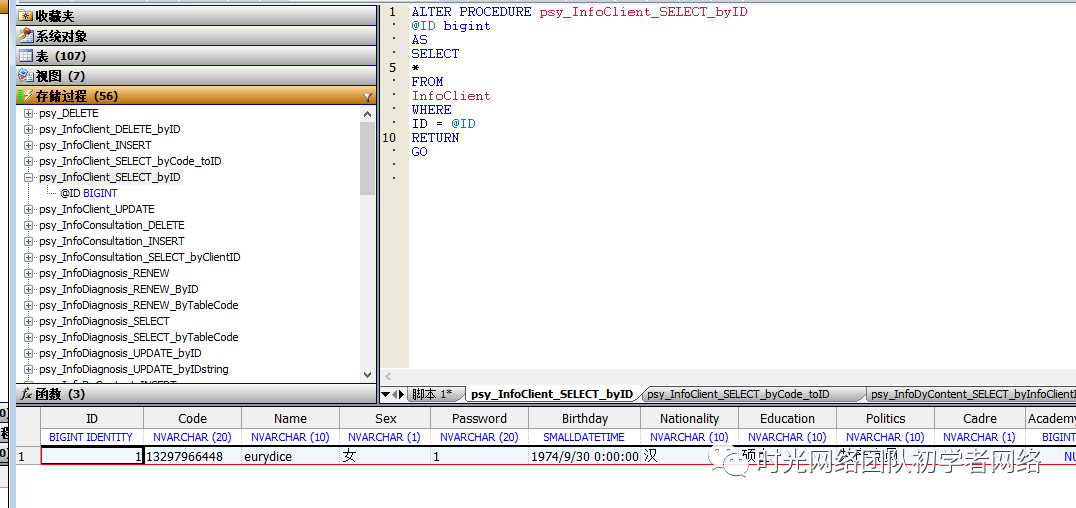 收藏夹
系统对象
表 (107)
视图 (7)
存储过程 (56)
psy_DELETE
psy_InfoClient_DELETE_byID
psy_InfoClient_INSERT
psy_InfoClient_SELECT_byCode_toID
psy_InfoClient_SELECT_byID
@ID BIGINT
psy_InfoClient_UPDATE
psy_InfoConsultation_DELETE
psy_InfoConsultation_INSERT
psy_InfoConsultation_SELECT_byClientID
psy_InfoDiagnosis_RENEW
psy_InfoDiagnosis_RENEW_ByID
psy_InfoDiagnosis_RENEW_ByTableCode
psy_InfoDiagnosis_SELECT
psy_InfoDiagnosis_SELECT_byTableCode
psy_InfoDiagnosis_UPDATE_byID
psy_InfoDiagnosis_UPDATE_byIDstring
fx 函数 (3)
1 ALTER PROCEDURE psy_InfoClient_SELECT_byID
@ID bigint
AS
SELECT
5 *
FROM
InfoClient
WHERE
ID = @ID
10 RETURN
GO
脚本 1* psy_InfoClient_SELECT_byID psy_InfoClient_SELECT_byCode_toID psy_InfoDyContent_SELECT_byInfoClientI
ID Code Name Sex Password Birthday Nationality Education Politics Cadre Academy
BIGINT IDENTITY NVARCHAR (20) NVARCHAR (10) NVARCHAR (1) NVARCHAR (20) SMALLDATETIME NVARCHAR (10) NVARCHAR (10) NVARCHAR (10) NVARCHAR (1) BIGINT
1 1 13297966448 eurydice 女 1 1974/9/30 0:00:00 汉 NU
时光网络团队初学者网络